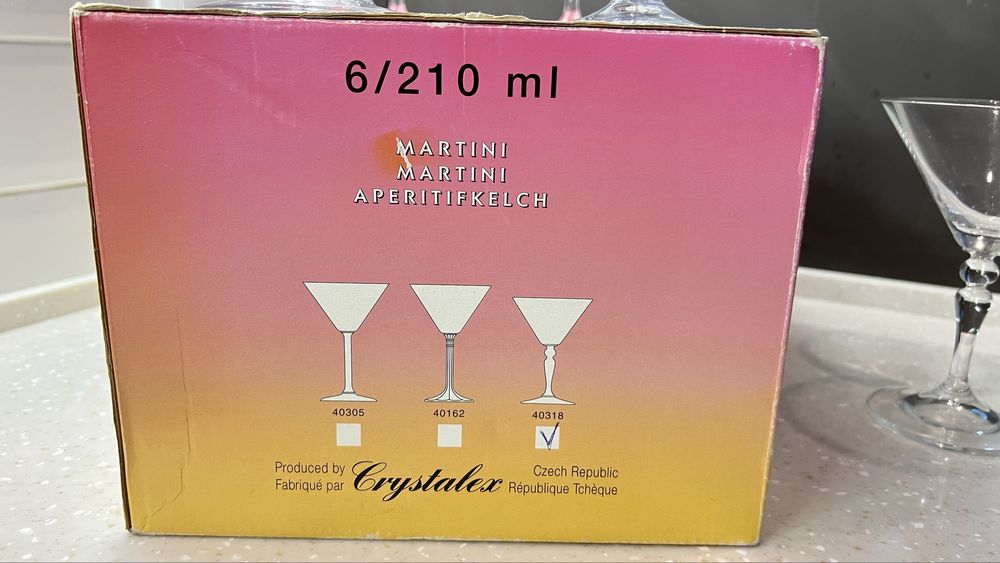 6/210 ml
MARTINI
MARTINI
APERITIFKELCH
40305 40162 40318
Produced by Crystalex Czech Republic
Fabriqué par République Tchèque